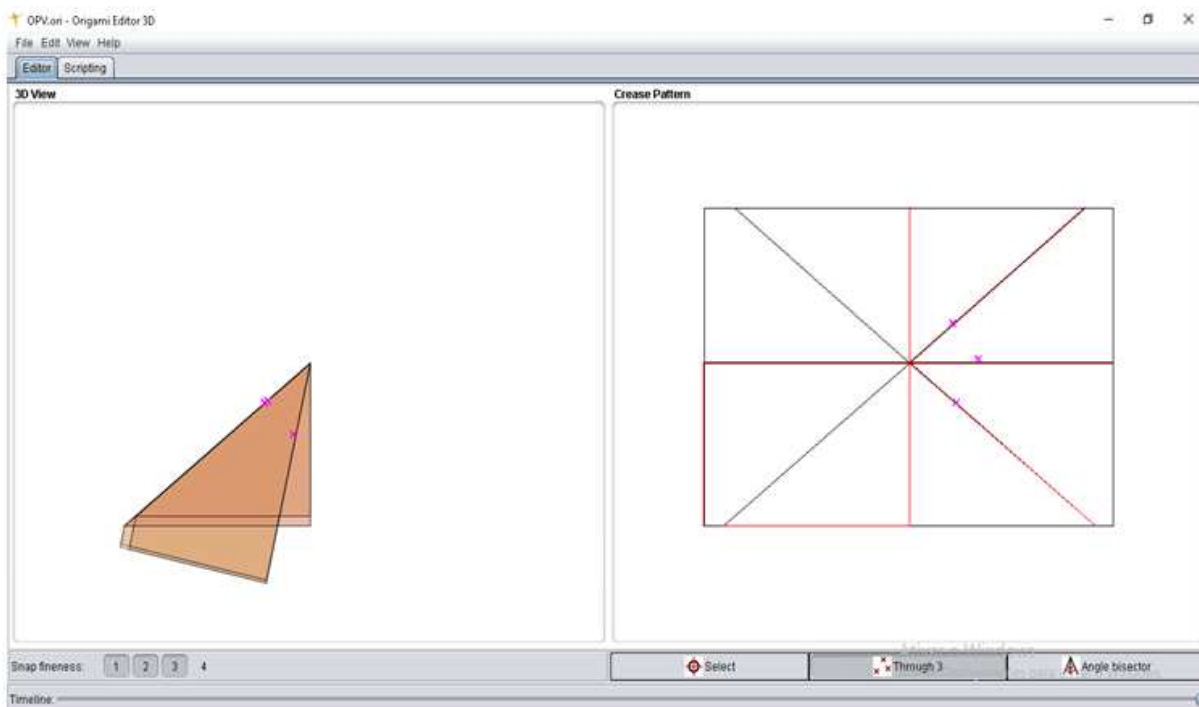 OPV.ori - Origami Editor 3D
File Edit View Help
Editor Scripting
3D View Crease Pattern
Snap fineness: 1 2 3 4 Select Through 3 Angle bisector
Timeline: